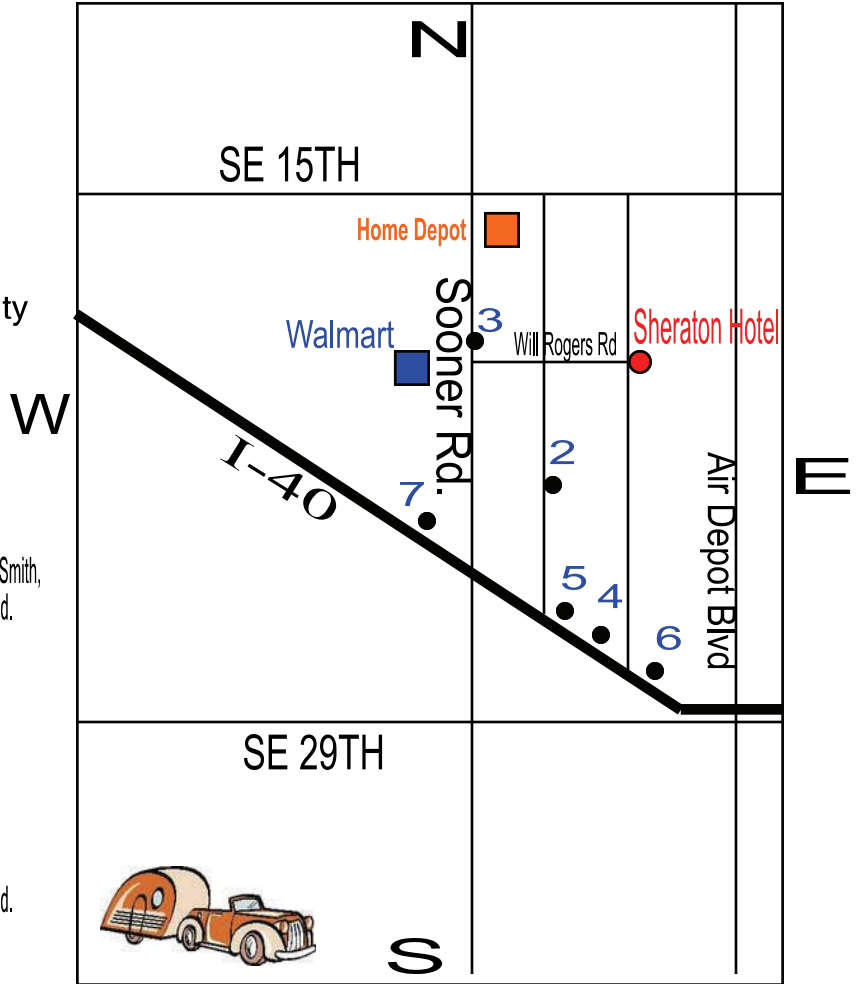 N
SE 15TH
Home Depot
Sooner Rd.
ty
3
Sheraton Hotel
Walmart
Will Rogers Rd
W
I-40
2
Air Depot Blvd
E
7
Smith,
d.
5
4
6
SE 29TH
d.
S